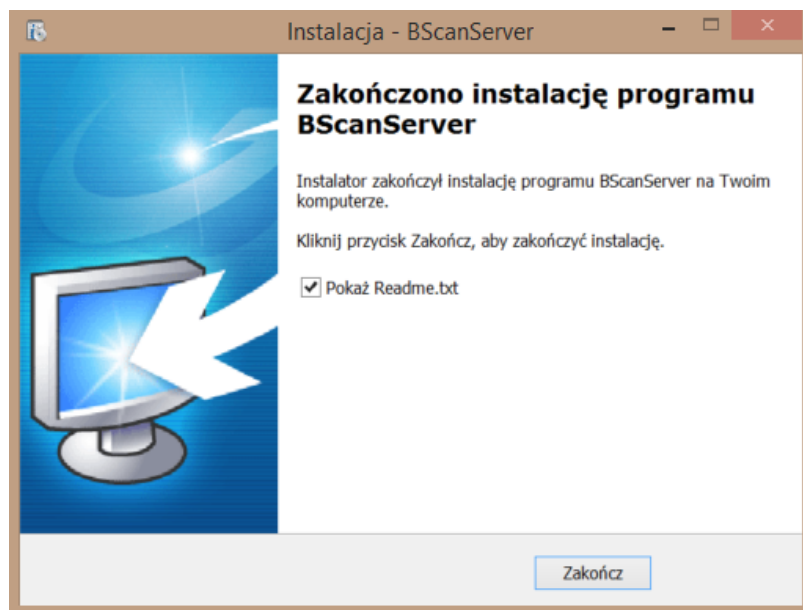 Instalacja - BScanServer
Zakończono instalację programu
BScanServer
Instalator zakończył instalację programu BScanServer na Twoim
komputerze.
Kliknij przycisk Zakończ, aby zakończyć instalację.
Pokaż Readme.txt
Zakończ